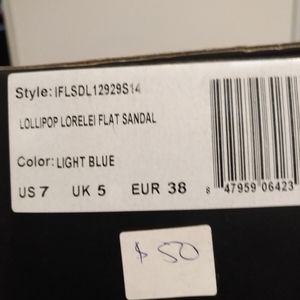 Style: IFLSDL12929S14
LOLLIPOP LORELEI FLAT SANDAL
Color: LIGHT BLUE
US 7 UK 5 EUR 38
8 47959 06423
$ 50